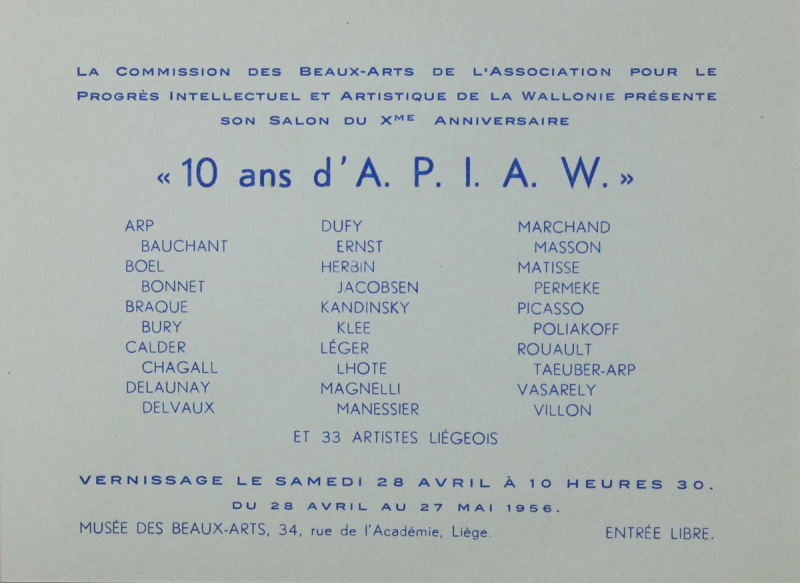 LA COMMISSION DES BEAUX-ARTS DE L'ASSOCIATION POUR LE
PROGRÈS INTELLECTUEL ET ARTISTIQUE DE LA WALLONIE PRÉSENTE
SON SALON DU XME ANNIVERSAIRE
« 10 ans d'A. P. I. A. W. »
ARP
BAUCHANT
BOEL
BONNET
BRAQUE
BURY
CALDER
CHAGALL
DELAUNAY
DELVAUX
DUFY
ERNST
HERBIN
JACOBSEN
KANDINSKY
KLEE
LÉGER
LHOTE
MAGNELLI
MANESSIER
MARCHAND
MASSON
MATISSE
PERMEKE
PICASSO
POLIAKOFF
ROUAULT
TAEUBER-ARP
VASARELY
VILLON
ET 33 ARTISTES LIÉGEOIS
VERNISSAGE LE SAMEDI 28 AVRIL À 10 HEURES 30.
DU 28 AVRIL AU 27 MAI 1956.
MUSÉE DES BEAUX-ARTS, 34, rue de l'Académie, Liège. ENTRÉE LIBRE.